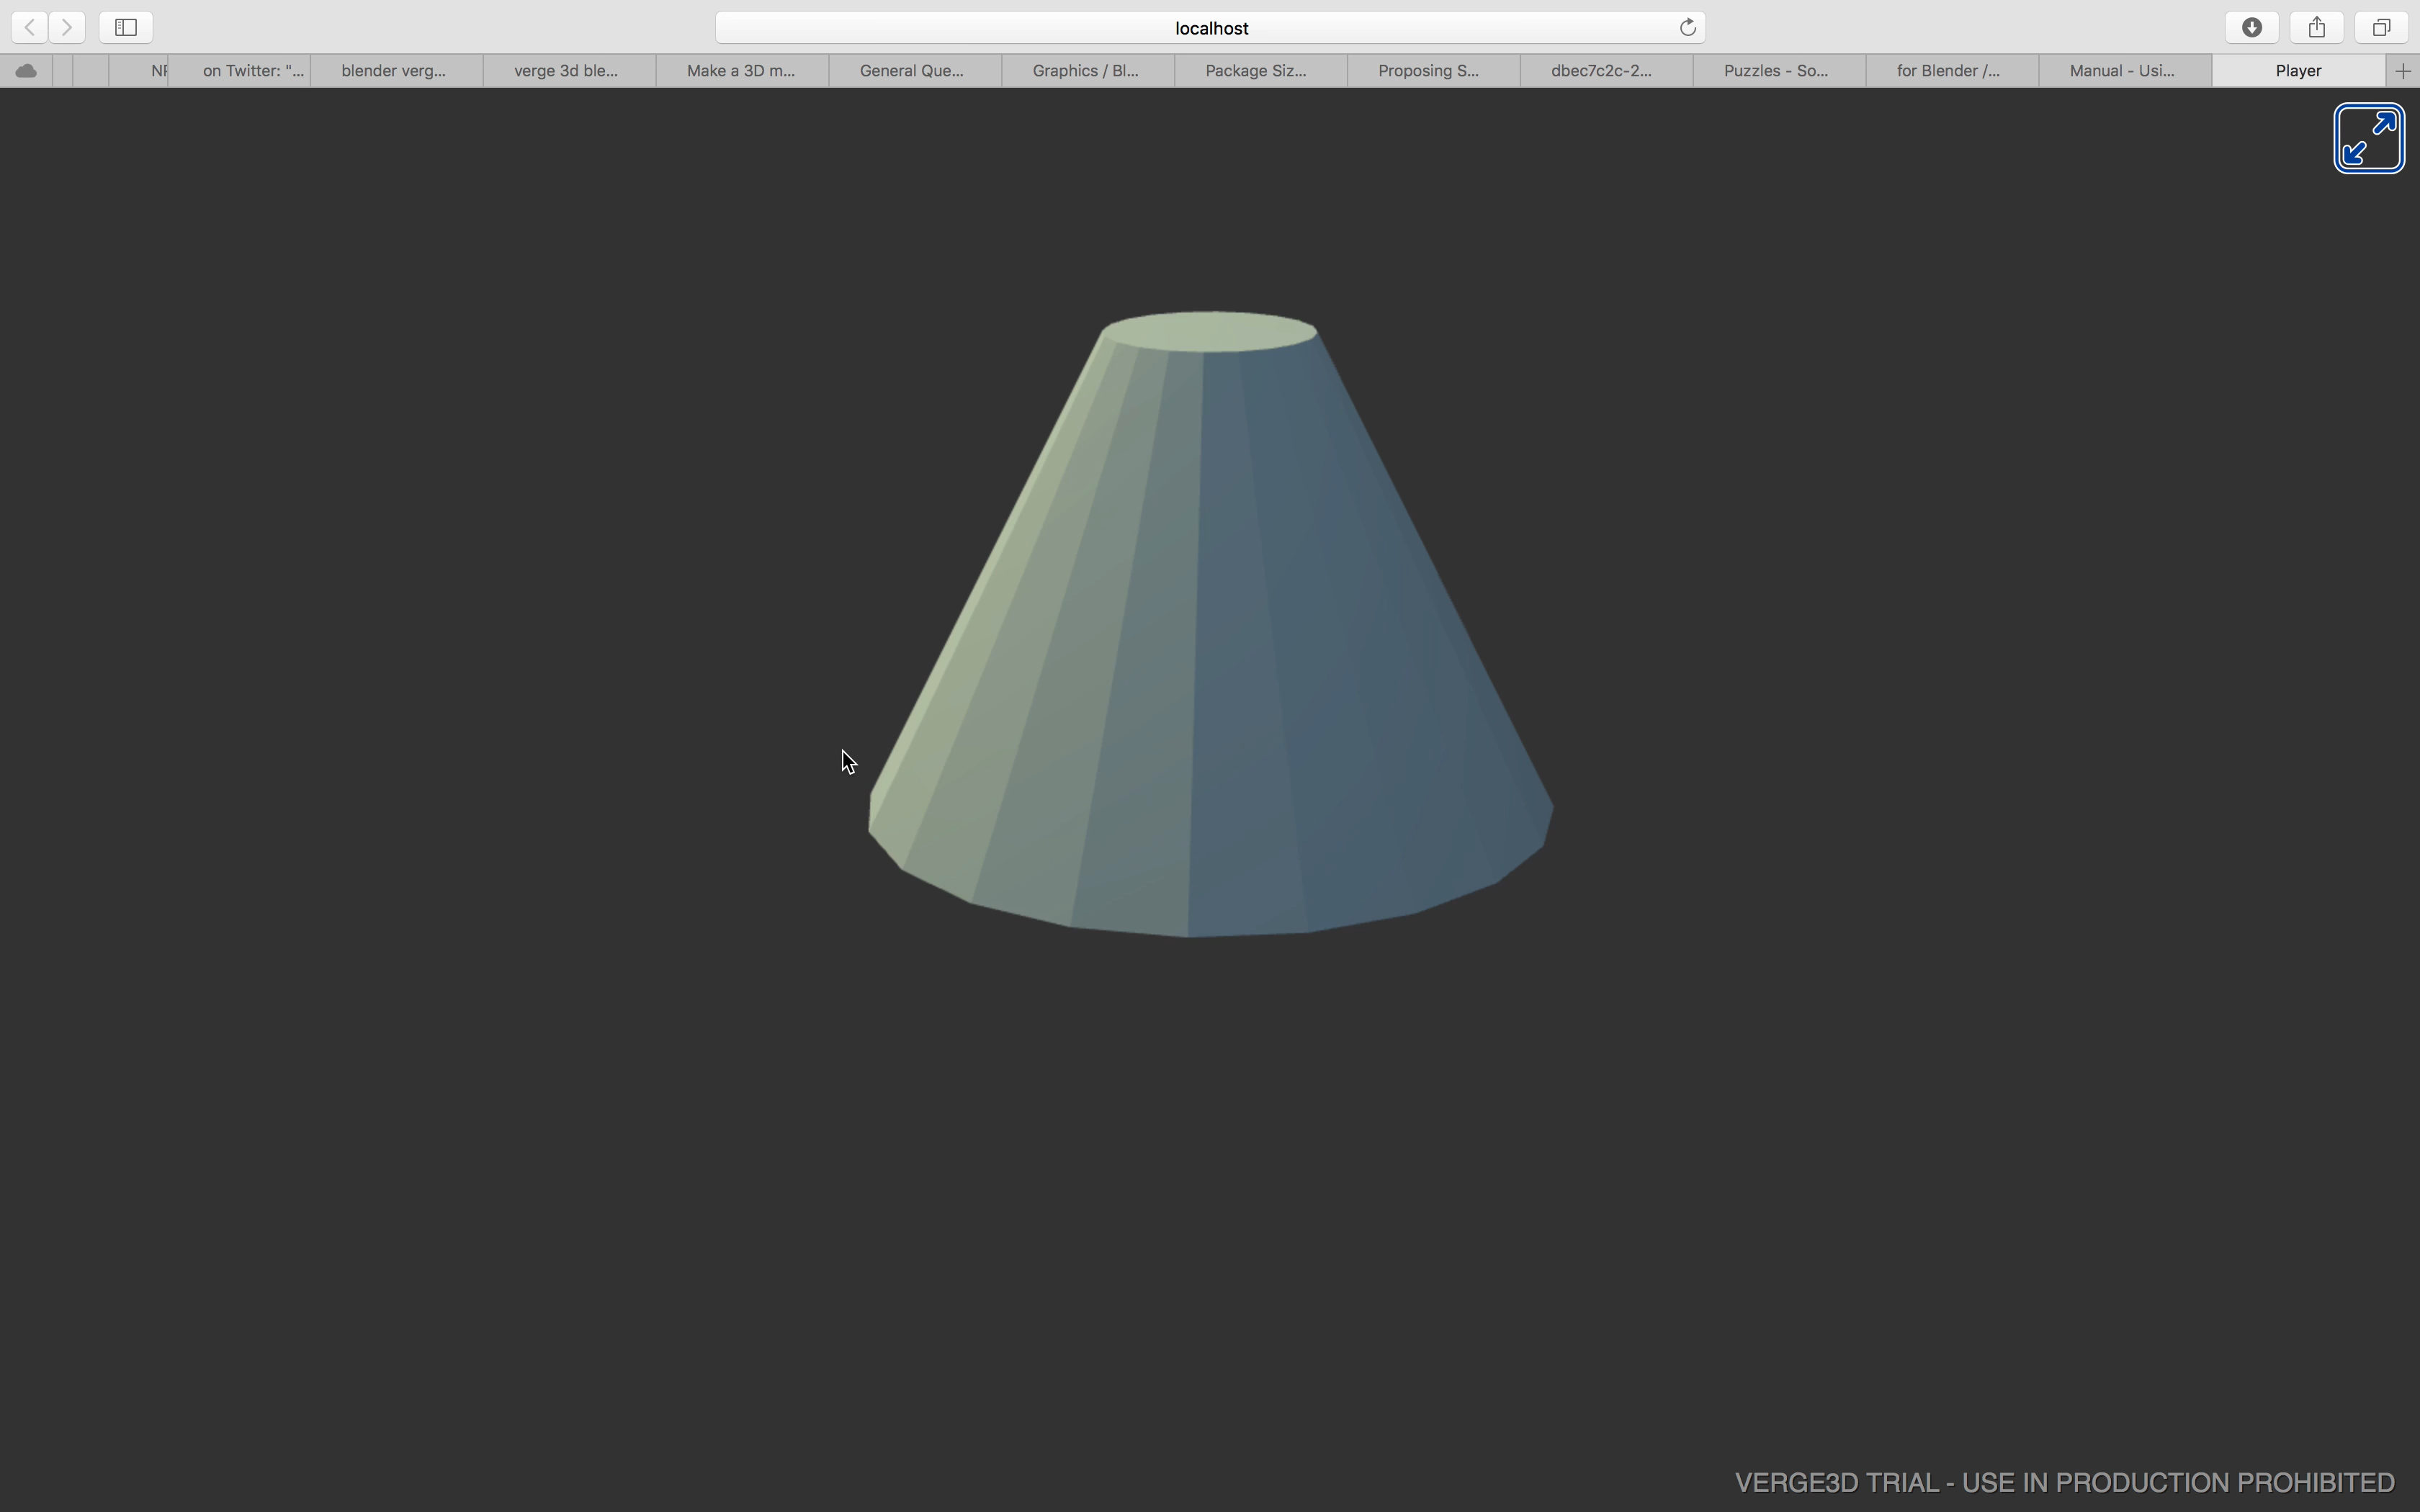 localhost
on Twitter: "...
blender verg...
verge 3d ble...
Make a 3D m...
General Que...
Graphics / Bl...
Package Siz...
Proposing S...
dbec7c2c-2...
Puzzles - So...
for Blender /...
Manual - Usi...
Player
VERGE3D TRIAL - USE IN PRODUCTION PROHIBITED